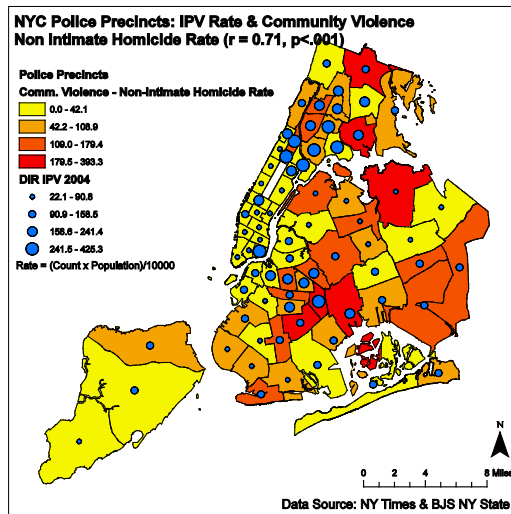 NYC Police Precincts: IPV Rate & Community Violence
Non Intimate Homicide Rate (r = 0.71, p<.001)
Police Precincts
Comm. Violence - Non-Intimate Homicide Rate
0.0 - 42.1
42.2 - 108.9
109.0 - 179.4
179.5 - 393.3
DIR IPV 2004
22.1 - 90.8
90.9 - 158.5
158.6 - 241.4
241.5 - 425.3
Rate = (Count x Population)/10000
N
0 2 4 8 Miles
Data Source: NY Times & BJS NY State